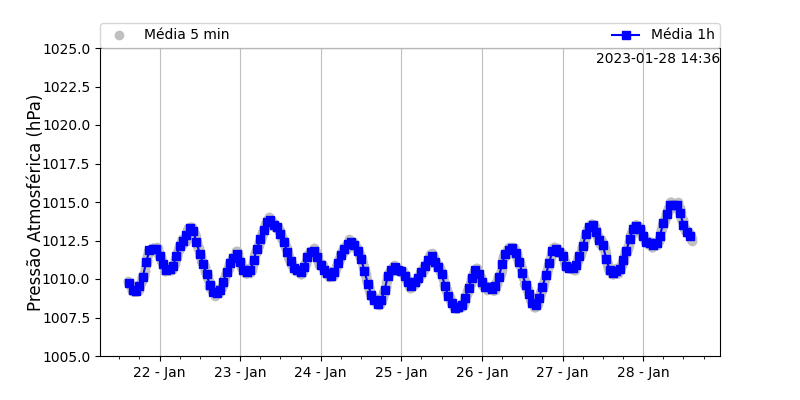 Média 5 min
Média 1h
2023-01-28 14:36
Pressão Atmosférica (hPa)
1025.0
1022.5
1020.0
1017.5
1015.0
1012.5
1010.0
1007.5
1005.0
22 - Jan
23 - Jan
24 - Jan
25 - Jan
26 - Jan
27 - Jan
28 - Jan